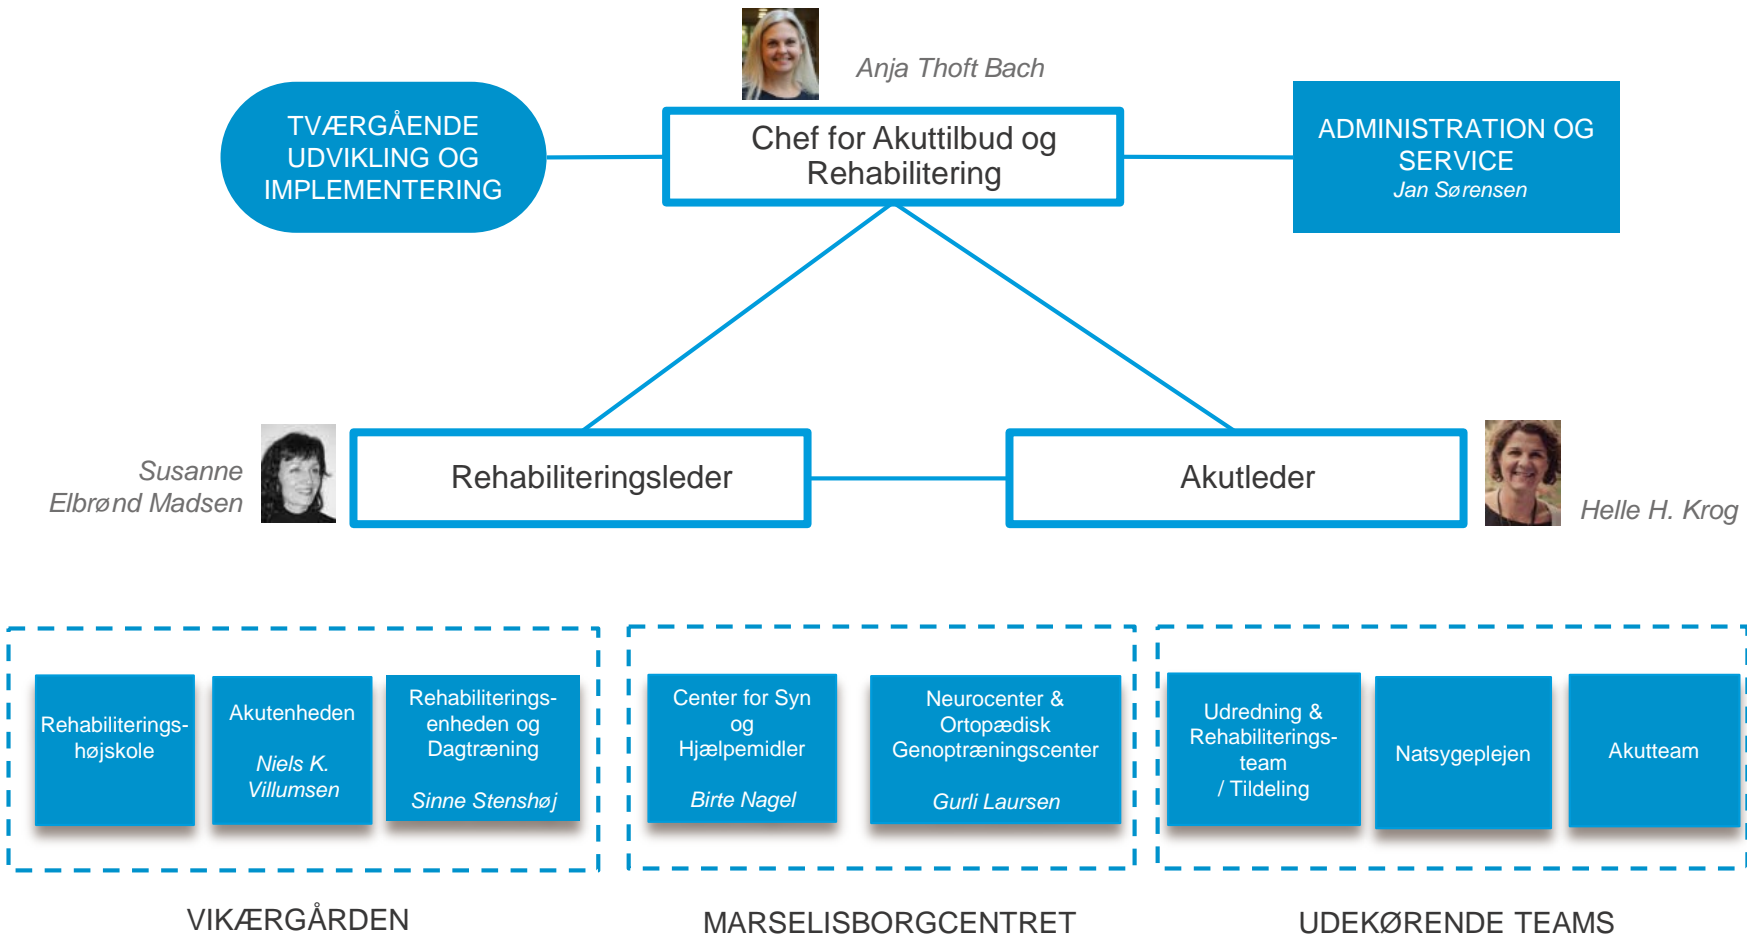 Anja Thoft Bach
TVÆRGÅENDE
UDVIKLING OG
IMPLEMENTERING
Chef for Akuttilbud og
Rehabilitering
ADMINISTRATION OG
SERVICE
Jan Sørensen
Susanne
Elbrønd Madsen
Rehabiliteringsleder
Akutleder
Helle H. Krog
Rehabiliterings-
højskole
Akutenheden
Niels K.
Villumsen
Rehabiliterings-
enheden og
Dagtræning
Sinne Stenshøj
Center for Syn
og
Hjælpemidler
Birte Nagel
Neurocenter &
Ortopædisk
Genoptræningscenter
Gurli Laursen
Udredning &
Rehabiliterings-
team
/ Tildeling
Natsygeplejen
Akutteam
VIKÆRGÅRDEN
MARSELISBORGCENTRET
UDEKØRENDE TEAMS